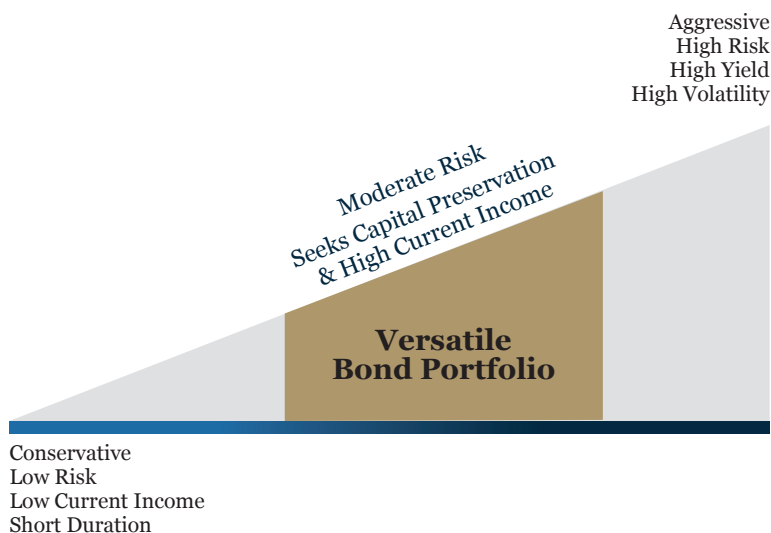 Aggressive
High Risk
High Yield
High Volatility
Moderate Risk
Seeks Capital Preservation
& High Current Income
Versatile
Bond Portfolio
Conservative
Low Risk
Low Current Income
Short Duration